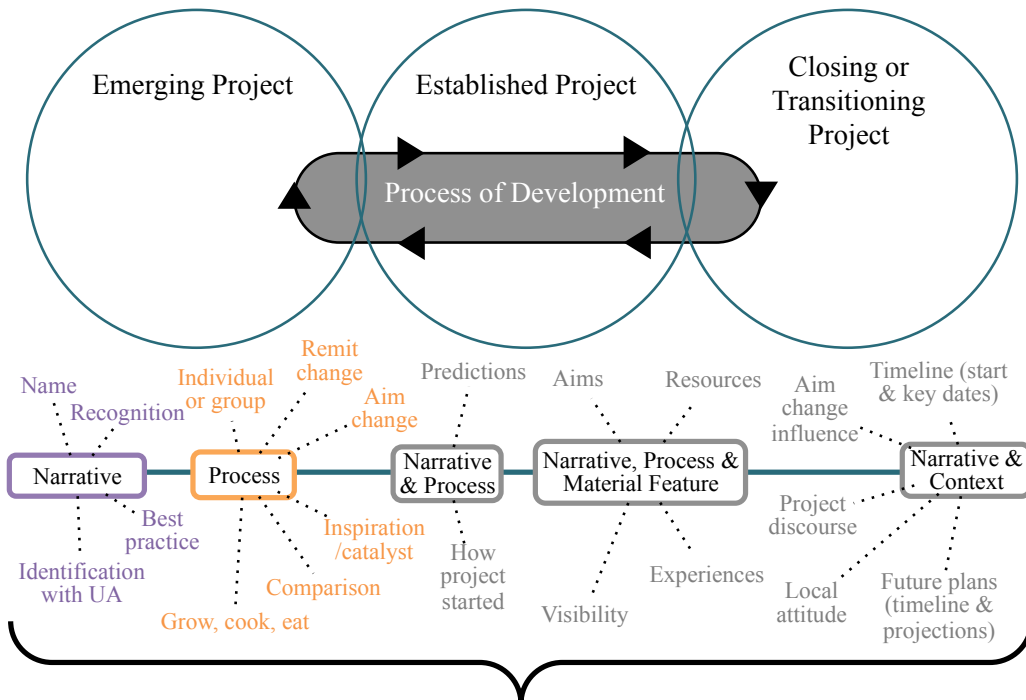 Emerging Project
Established Project
Closing or
Transitioning
Project
Process of Development
Name
Recognition
Narrative
Best
practice
Identification
with UA
Individual
or group
Remit
change
Aim
change
Process
Inspiration
/catalyst
Comparison
Grow, cook, eat
Predictions
Narrative
& Process
How
project
started
Aims
Resources
Narrative, Process &
Material Feature
Visibility
Experiences
Aim
change
influence
Timeline (start
& key dates)
Narrative &
Context
Project
discourse
Local
attitude
Future plans
(timeline &
projections)